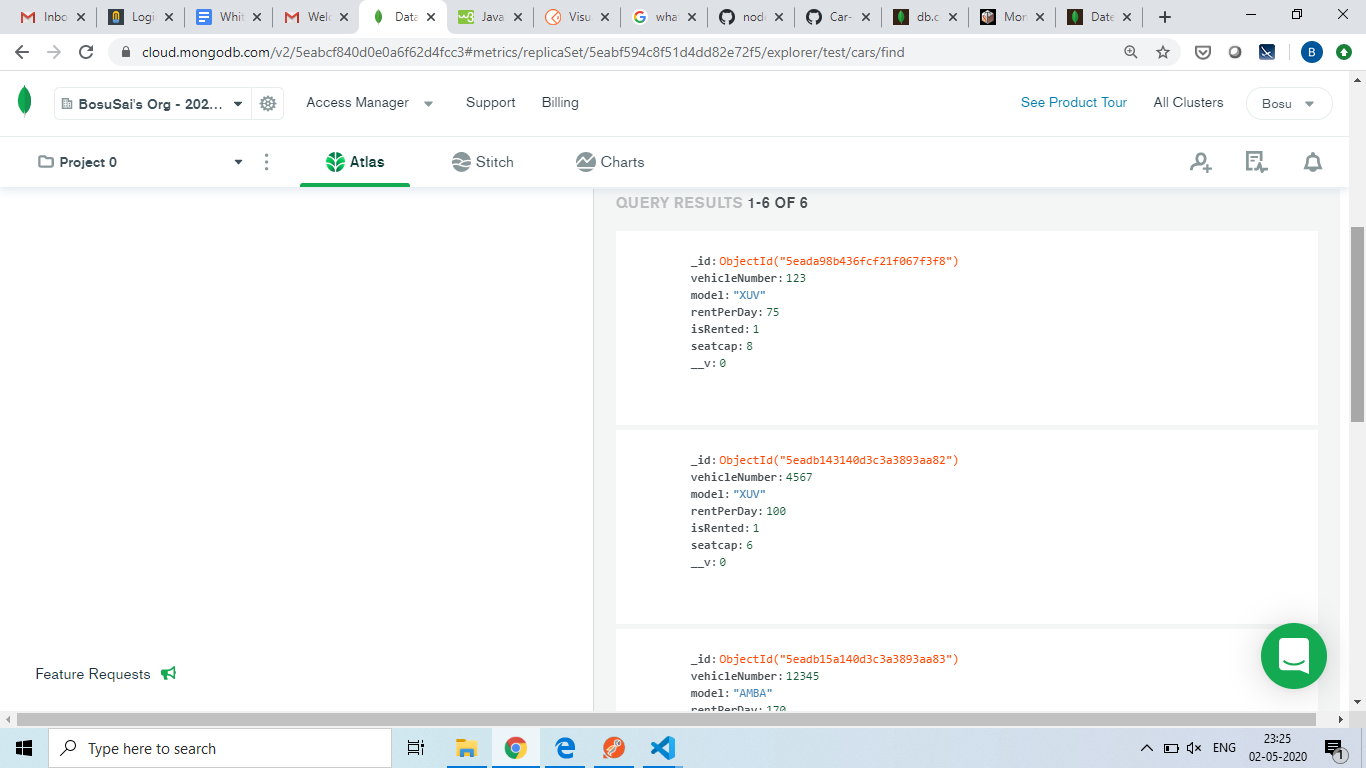 Inbo
Logi
Whit
Welc
Data
Java
Visu
what
nod
Car-
db.c
Mon
Date
cloud.mongodb.com/v2/5eabcf840d0e0a6f62d4fcc3#metrics/replicaSet/5eabf594c8f51d4dd82e72f5/explorer/test/cars/find
B
BosuSai's Org - 202...
Access Manager
Support
Billing
See Product Tour
All Clusters
Bosu
Project 0
Atlas
Stitch
Charts
QUERY RESULTS 1-6 OF 6
_id: ObjectId("5eada98b436fcf21f067f3f8")
vehicleNumber: 123
model: "XUV"
rentPerDay: 75
isRented: 1
seatcap: 8
__v: 0
_id: ObjectId("5eadb143140d3c3a3893aa82")
vehicleNumber: 4567
model: "XUV"
rentPerDay: 100
isRented: 1
seatcap: 6
__v: 0
_id: ObjectId("5eadb15a140d3c3a3893aa83")
vehicleNumber: 12345
model: "AMBA"
rentPerDay: 170
Feature Requests
Type here to search
ENG
23:25
02-05-2020
1